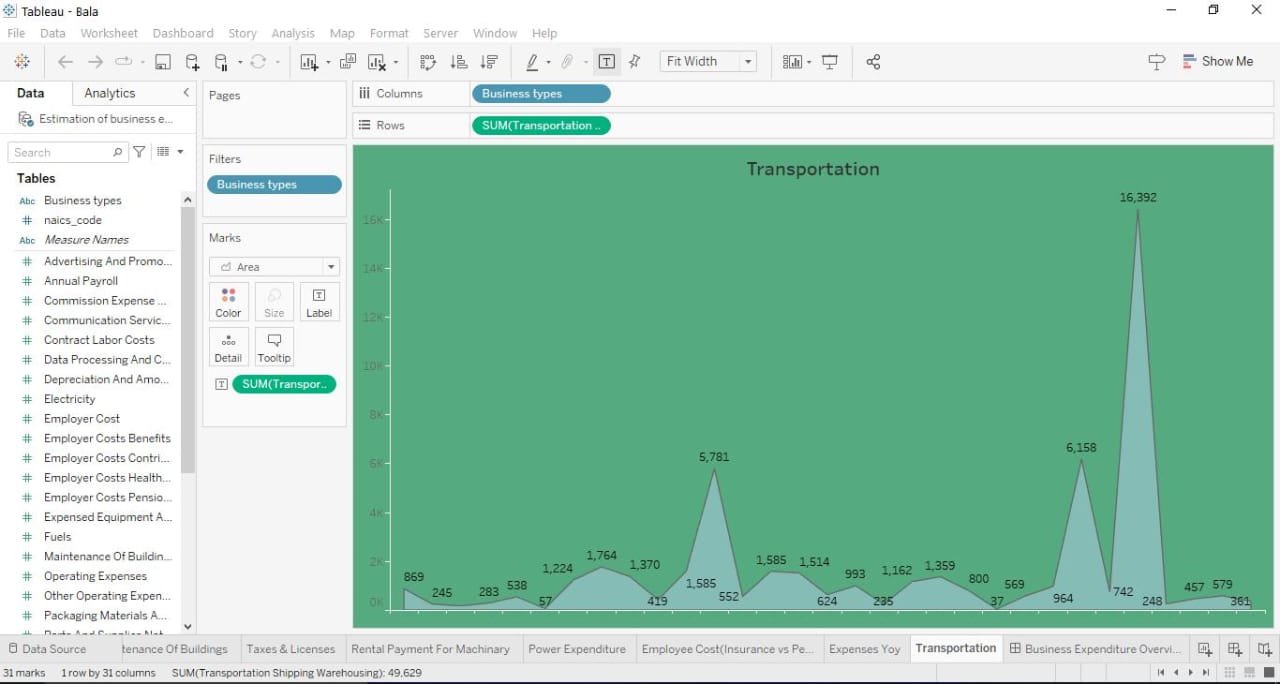 Tableau - Bala
File Data Worksheet Dashboard Story Analysis Map Format Server Window Help
Fit Width
Show Me
Data Analytics
Estimation of business e...
Search
Tables
Abc Business types
# naics_code
Abc Measure Names
# Advertising And Promo...
# Annual Payroll
# Commission Expense ...
# Communication Servic...
# Contract Labor Costs
# Data Processing And C...
# Depreciation And Amo...
# Electricity
# Employer Cost
# Employer Costs Benefits
# Employer Costs Contri...
# Employer Costs Health...
# Employer Costs Pensio...
# Expensed Equipment A...
# Fuels
# Maintenance Of Buildin...
# Operating Expenses
# Other Operating Expen...
# Packaging Materials A...
Pages
Filters
Business types
Marks
Area
Color Size Label
Detail Tooltip
SUM(Transpor..
Columns Business types
Rows SUM(Transportation ..
Transportation
16,392
16K
14K
12K
10K
8K
6,158
5,781
6K
4K
2K
1,764
1,585 1,514
1,370
1,224
1,162 1,359
869 245 283 538
993
800
569
1,585
742
457 579
57 419 552 624 235 37 964 248 361
0K
Data Source tenance Of Buildings Taxes & Licenses Rental Payment For Machinary Power Expenditure Employee Cost(Insurance vs Pe... Expenses Yoy Transportation Business Expenditure Overvi...
31 marks 1 row by 31 columns SUM(Transportation Shipping Warehousing): 49,629